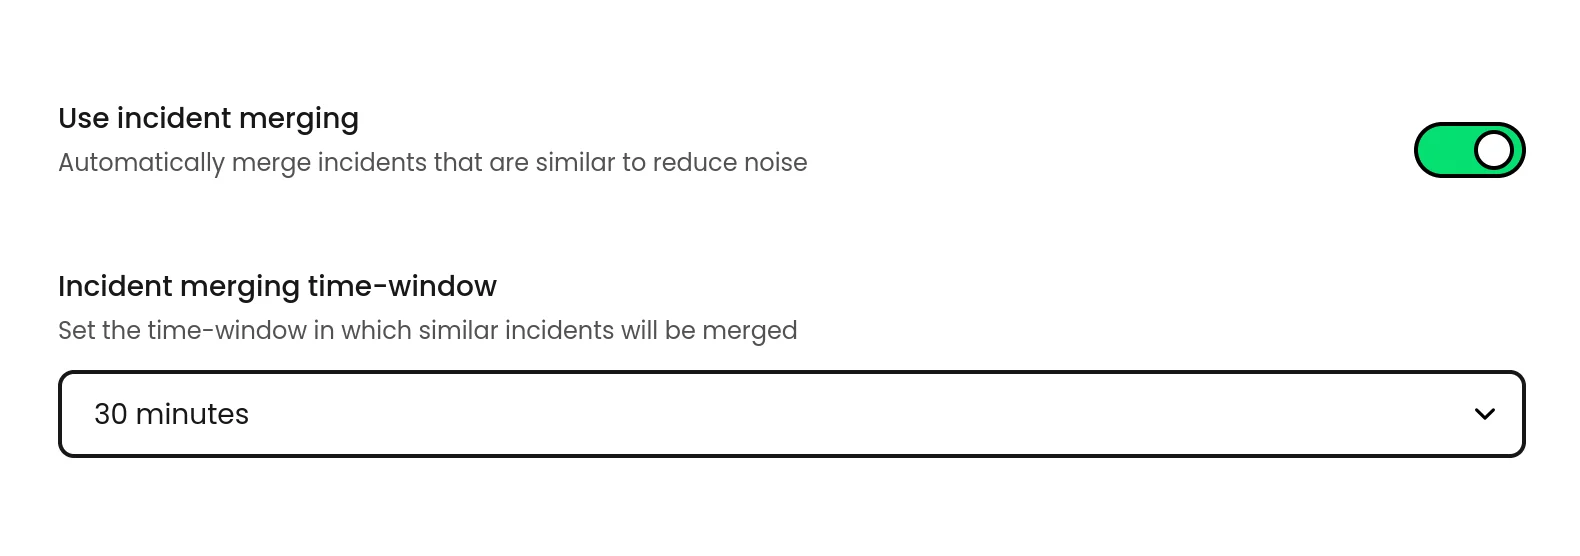 Use incident merging
Automatically merge incidents that are similar to reduce noise
Incident merging time-window
Set the time-window in which similar incidents will be merged
30 minutes